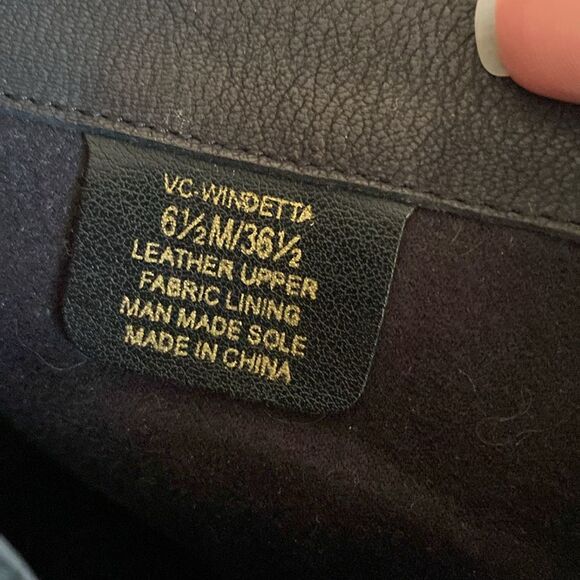 VC-WINDETTA
6½M/36½
LEATHER UPPER
FABRIC LINING
MAN MADE SOLE
MADE IN CHINA